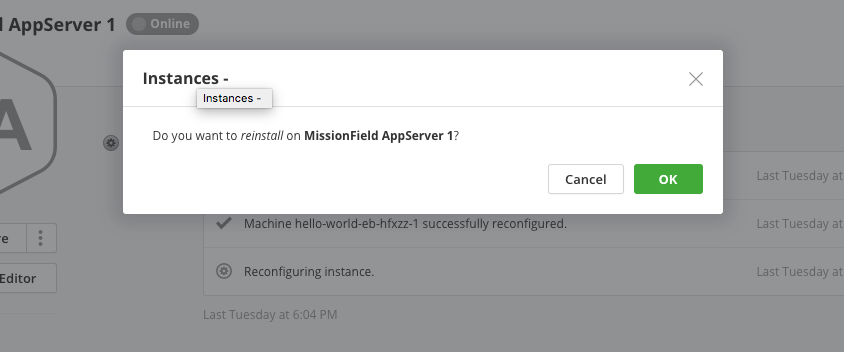 AppServer 1
Online
Instances -
Instances -
Do you want to reinstall on MissionField AppServer 1?
Cancel
OK
Last Tuesday at
Machine hello-world-eb-hfxzz-1 successfully reconfigured.
Last Tuesday at
Editor
Reconfiguring instance.
Last Tuesday at
Last Tuesday at 6:04 PM